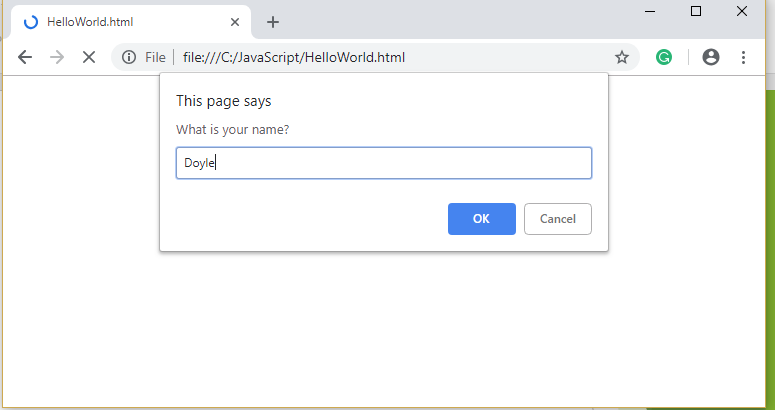 HelloWorld.html
File | file:///C:/JavaScript/HelloWorld.html
This page says
What is your name?
Doyle
OK Cancel